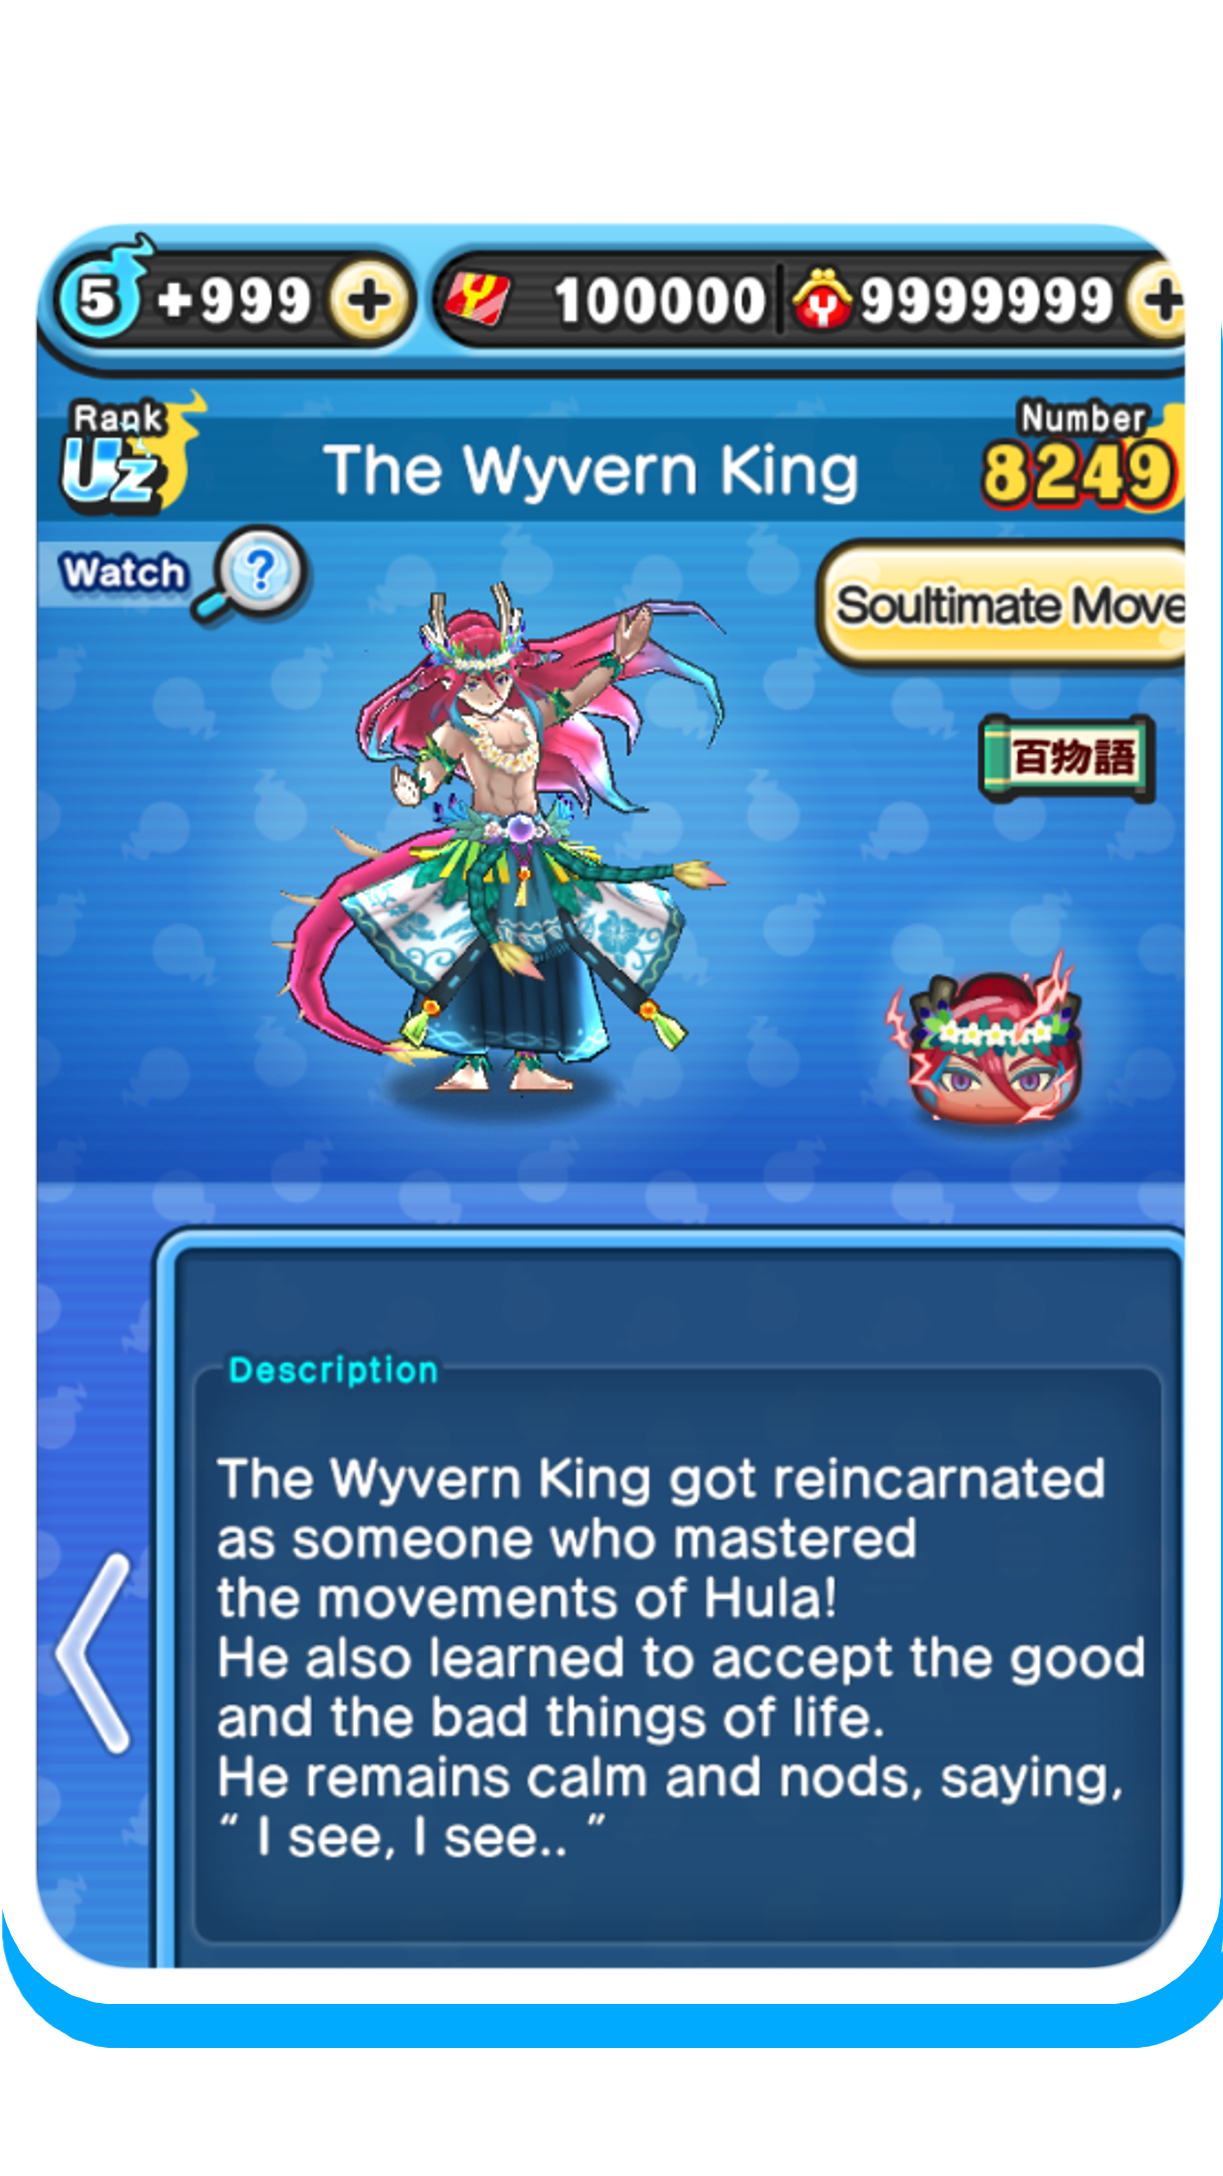 5 +999 + 100000 9999999 +
Rank Uz
The Wyvern King
Number 8249
Watch ?
Soultimate Move
百物語
Description
The Wyvern King got reincarnated
as someone who mastered
the movements of Hula!
He also learned to accept the good
and the bad things of life.
He remains calm and nods, saying,
“ I see, I see.. ”